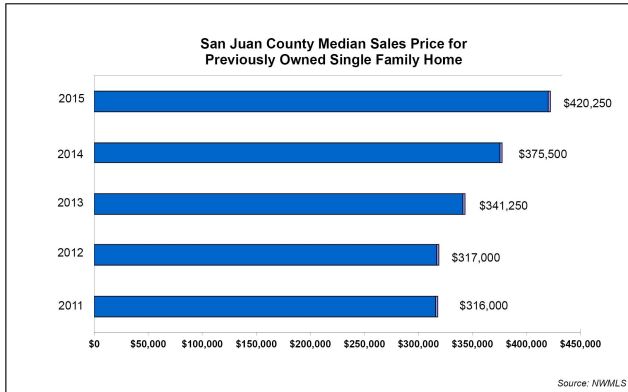 San Juan County Median Sales Price for
Previously Owned Single Family Home
2015 $420,250
2014 $375,500
2013 $341,250
2012 $317,000
2011 $316,000
$0 $50,000 $100,000 $150,000 $200,000 $250,000 $300,000 $350,000 $400,000 $450,000
Source: NWMLS